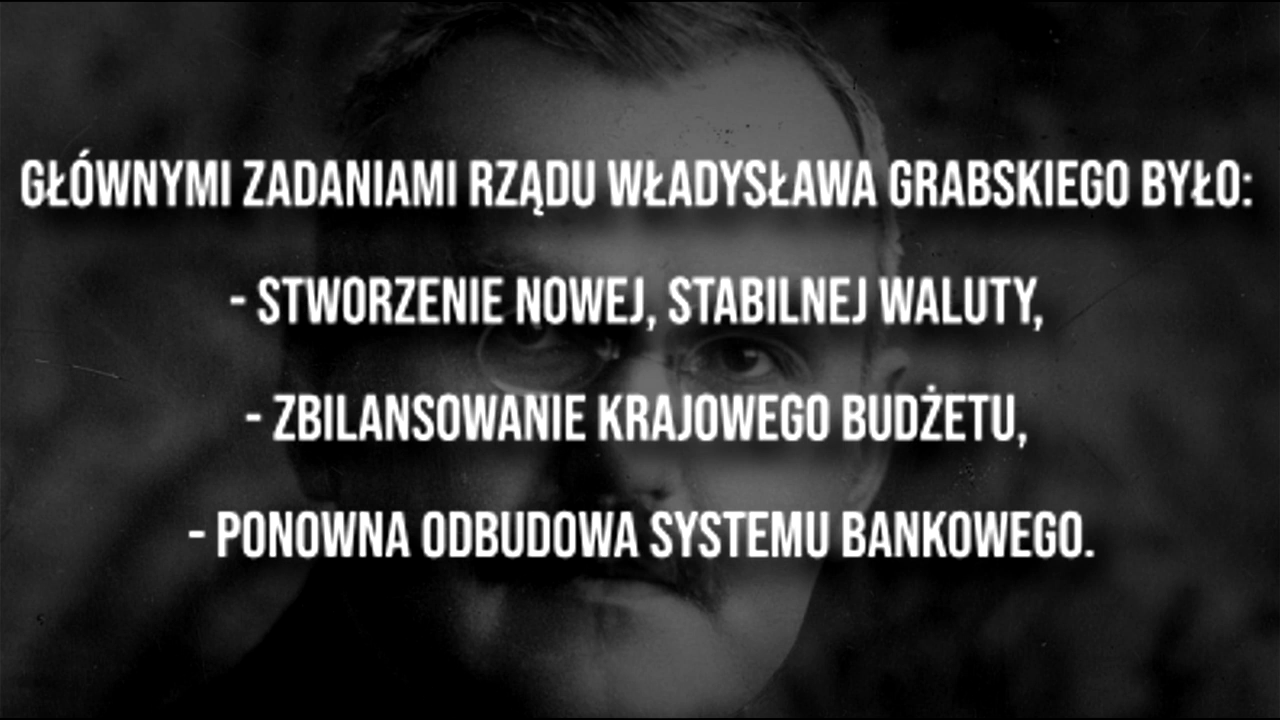 GŁÓWNYMI ZADANIAMI RZĄDU WŁADYSŁAWA GRABSKIEGO BYŁO:
- STWORZENIE NOWEJ, STABILNEJ WALUTY,
- ZBILANSOWANIE KRAJOWEGO BUDŻETU,
- PONOWNA ODBUDOWA SYSTEMU BANKOWEGO.